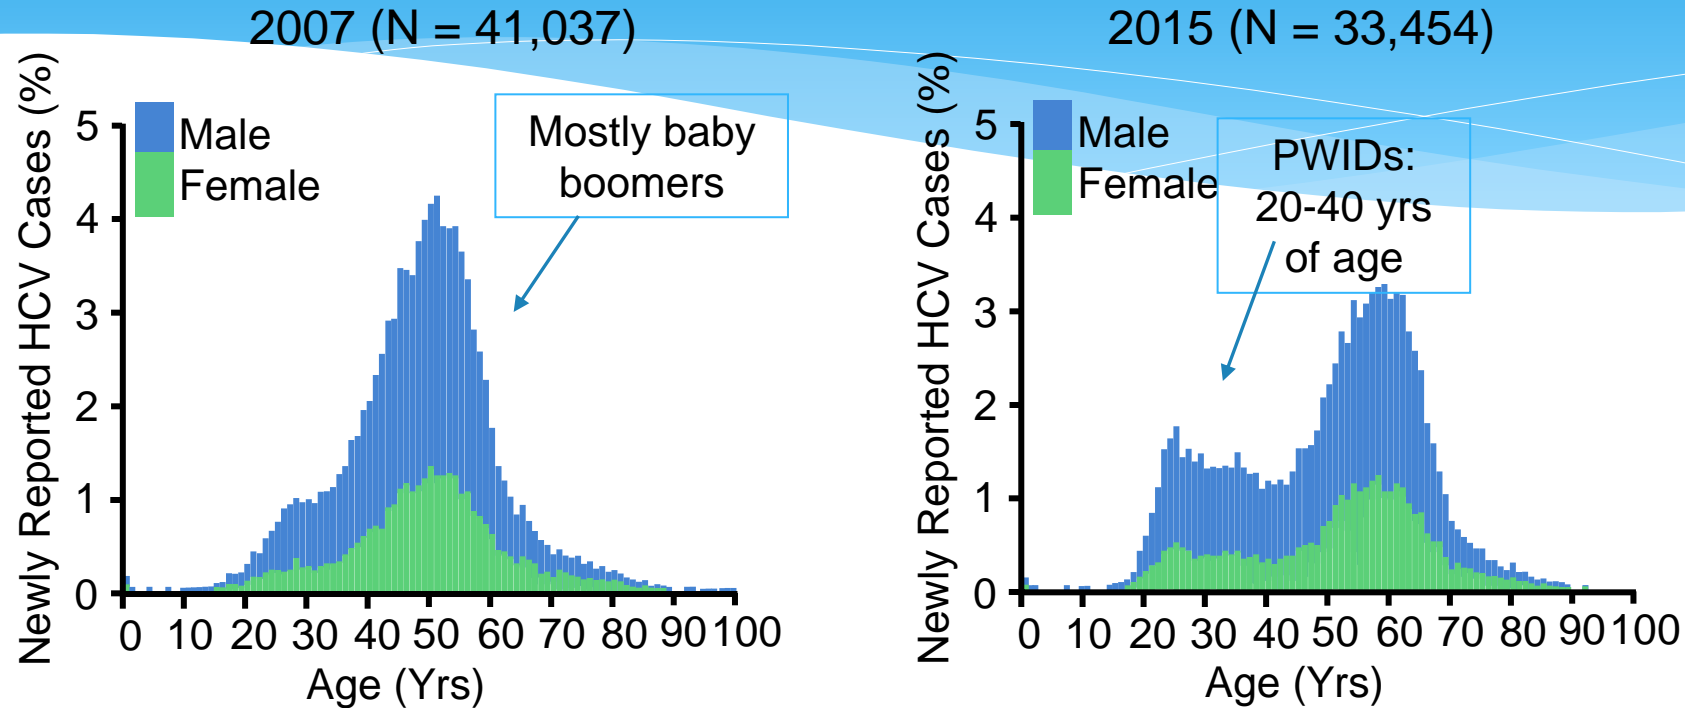 2007 (N = 41,037)
Newly Reported HCV Cases (%)
5
4
3
2
1
0
Male
Female
Mostly baby
boomers
0 10 20 30 40 50 60 70 80 90 100
Age (Yrs)
2015 (N = 33,454)
Newly Reported HCV Cases (%)
5
4
3
2
1
0
Male
Female
PWIDs:
20-40 yrs
of age
0 10 20 30 40 50 60 70 80 90 100
Age (Yrs)